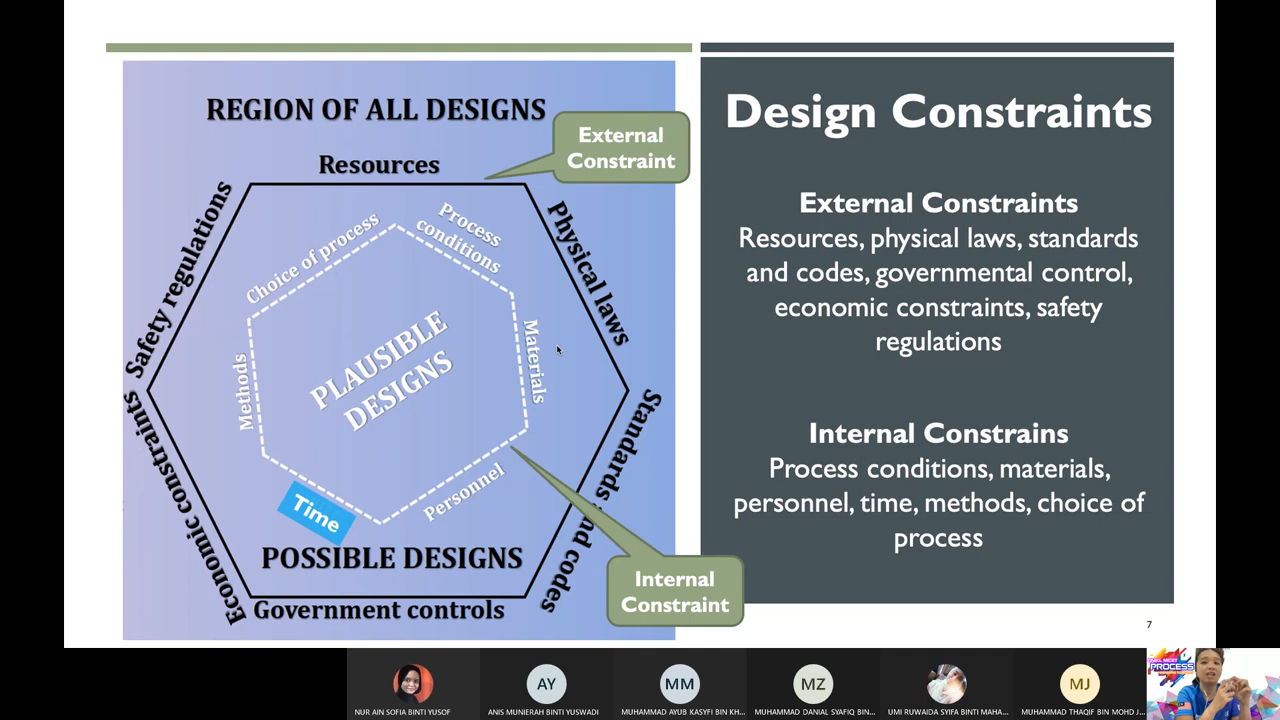 REGION OF ALL DESIGNS
External
Constraint
Resources
Safety regulations
Physical laws
Choice of process
Process
conditions
Methods
Materials
PLAUSIBLE
DESIGNS
Economic constraints
Standards and codes
Time
Personnel
POSSIBLE DESIGNS
Internal
Constraint
Government controls
Design Constraints
External Constraints
Resources, physical laws, standards
and codes, governmental control,
economic constraints, safety
regulations
Internal Constrains
Process conditions, materials,
personnel, time, methods, choice of
process
7
AY
MM
MZ
MJ
PROCESS
NUR AIN SOFIA BINTI YUSOF
ANIS MUNIERAH BINTI YUSWADI
MUHAMMAD AYUB KASYFI BIN KH...
MUHAMMAD DANIAL SYAFIQ BIN...
UMI RUWAIDA SYIFA BINTI MAHA...
MUHAMMAD THAQIF BIN MOHD J...